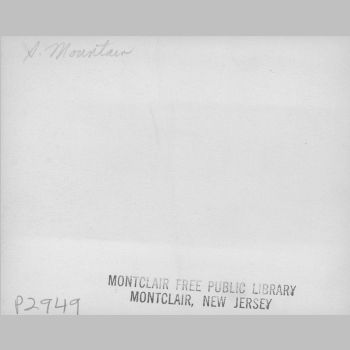 S. Mountain
MONTCLAIR FREE PUBLIC LIBRARY
MONTCLAIR, NEW JERSEY
P2949